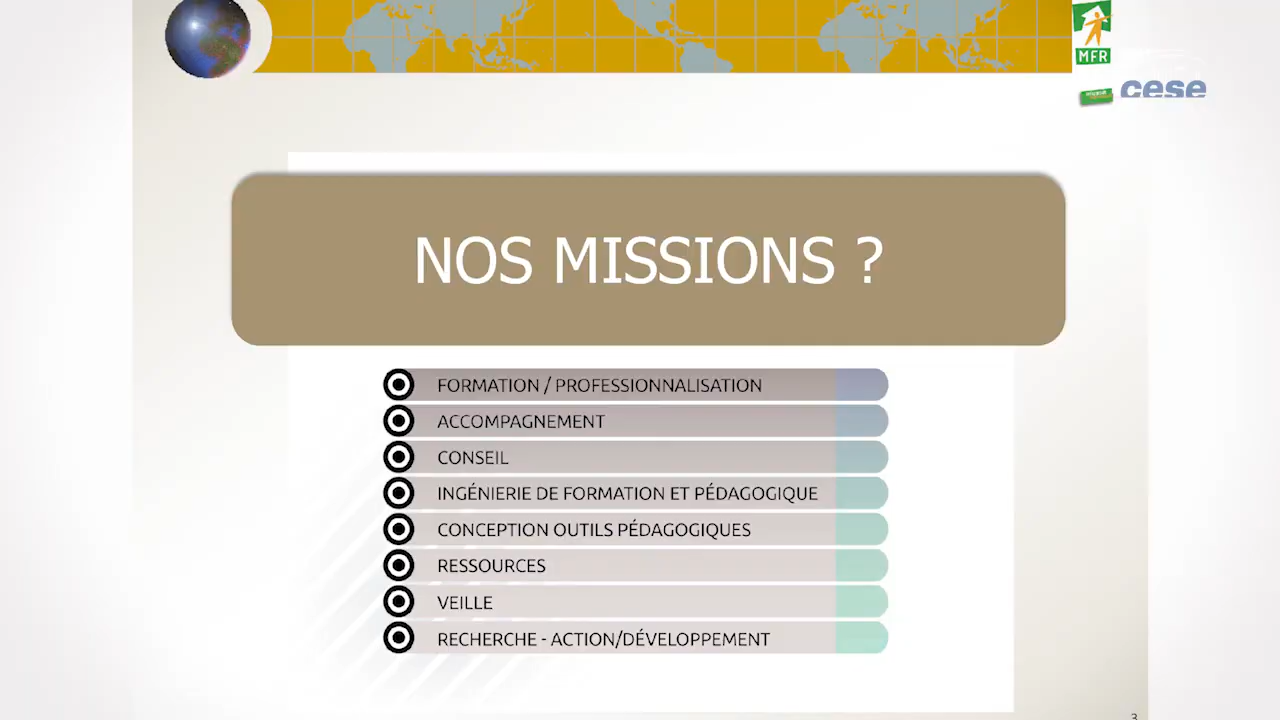 MFR
cese
NOS MISSIONS ?
FORMATION / PROFESSIONNALISATION
ACCOMPAGNEMENT
CONSEIL
INGÉNIERIE DE FORMATION ET PÉDAGOGIQUE
CONCEPTION OUTILS PÉDAGOGIQUES
RESSOURCES
VEILLE
RECHERCHE - ACTION/DÉVELOPPEMENT
3